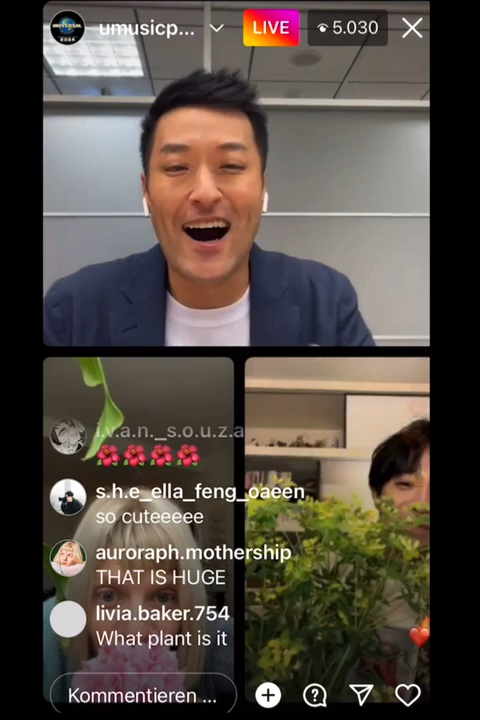 umusicp...
LIVE
5.030
UNIVERSAL
i.v.a.n._s.o.u.z.a
🌺🌺🌺🌺
s.h.e_ella_feng_oaeen
so cuteeeee
auroraph.mothership
THAT IS HUGE
livia.baker.754
What plant is it
Kommentieren ...